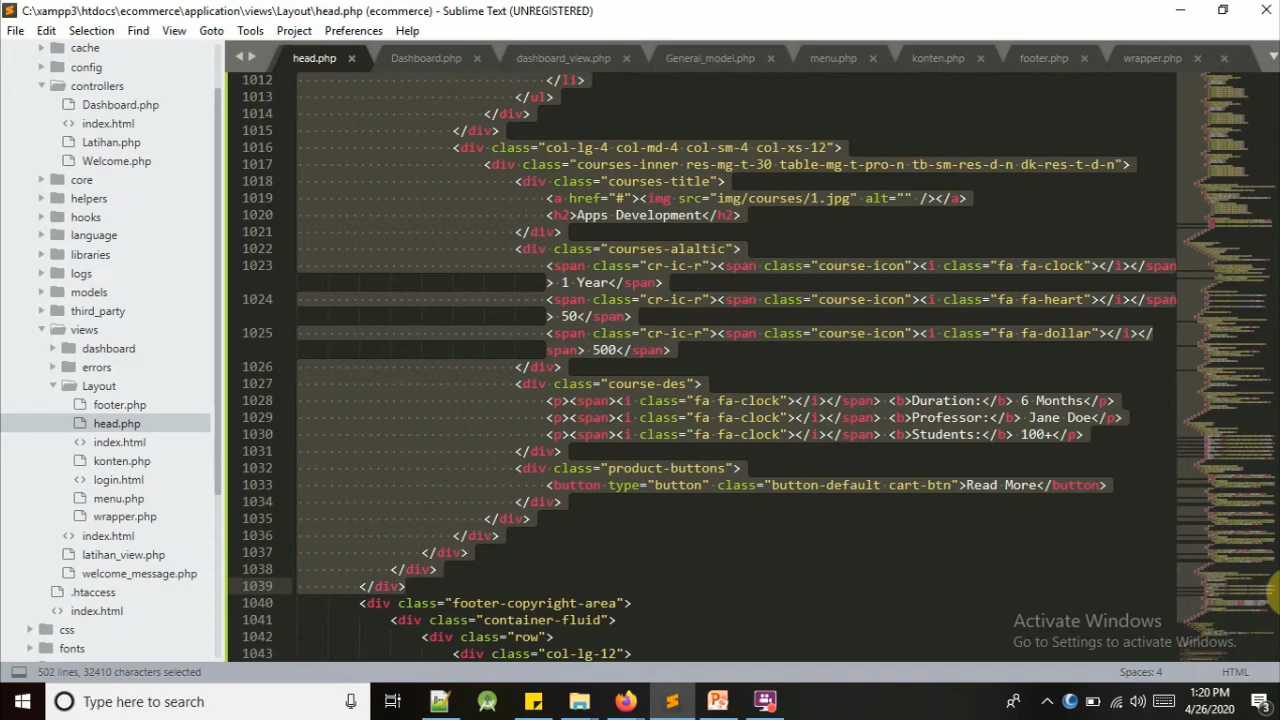 C:\xampp3\htdocs\ecommerce\application\views\Layout\head.php (ecommerce) - Sublime Text (UNREGISTERED)
File Edit Selection Find View Goto Tools Project Preferences Help
cache
config
controllers
Dashboard.php
index.html
Latihan.php
Welcome.php
core
helpers
hooks
language
libraries
logs
models
third_party
views
dashboard
errors
Layout
footer.php
head.php
index.html
konten.php
login.html
menu.php
wrapper.php
index.html
latihan_view.php
welcome_message.php
.htaccess
index.html
css
fonts
head.php Dashboard.php dashboard_view.php General_model.php menu.php konten.php footer.php wrapper.php
1012 </li>
1013 </ul>
1014 </div>
1015 </div>
1016 <div class="col-lg-4 col-md-4 col-sm-4 col-xs-12">
1017 <div class="courses-inner res-mg-t-30 table-mg-t-pro-n tb-sm-res-d-n dk-res-t-d-n">
1018 <div class="courses-title">
1019 <a href="#"><img src="img/courses/1.jpg" alt="" /></a>
1020 <h2>Apps Development</h2>
1021 </div>
1022 <div class="courses-alaltic">
1023 <span class="cr-ic-r"><span class="course-icon"><i class="fa fa-clock"></i></span
> 1 Year</span>
1024 <span class="cr-ic-r"><span class="course-icon"><i class="fa fa-heart"></i></span
> 50</span>
1025 <span class="cr-ic-r"><span class="course-icon"><i class="fa fa-dollar"></i></
span> 500</span>
1026 </div>
1027 <div class="course-des">
1028 <p><span><i class="fa fa-clock"></i></span> <b>Duration:</b> 6 Months</p>
1029 <p><span><i class="fa fa-clock"></i></span> <b>Professor:</b> Jane Doe</p>
1030 <p><span><i class="fa fa-clock"></i></span> <b>Students:</b> 100+</p>
1031 </div>
1032 <div class="product-buttons">
1033 <button type="button" class="button-default cart-btn">Read More</button>
1034 </div>
1035 </div>
1036 </div>
1037 </div>
1038 </div>
1039 </div>
1040 <div class="footer-copyright-area">
1041 <div class="container-fluid">
1042 <div class="row">
1043 <div class="col-lg-12">
Activate Windows
Go to Settings to activate Windows.
502 lines, 32410 characters selected Spaces: 4 HTML
Type here to search
1:20 PM
4/26/2020
3